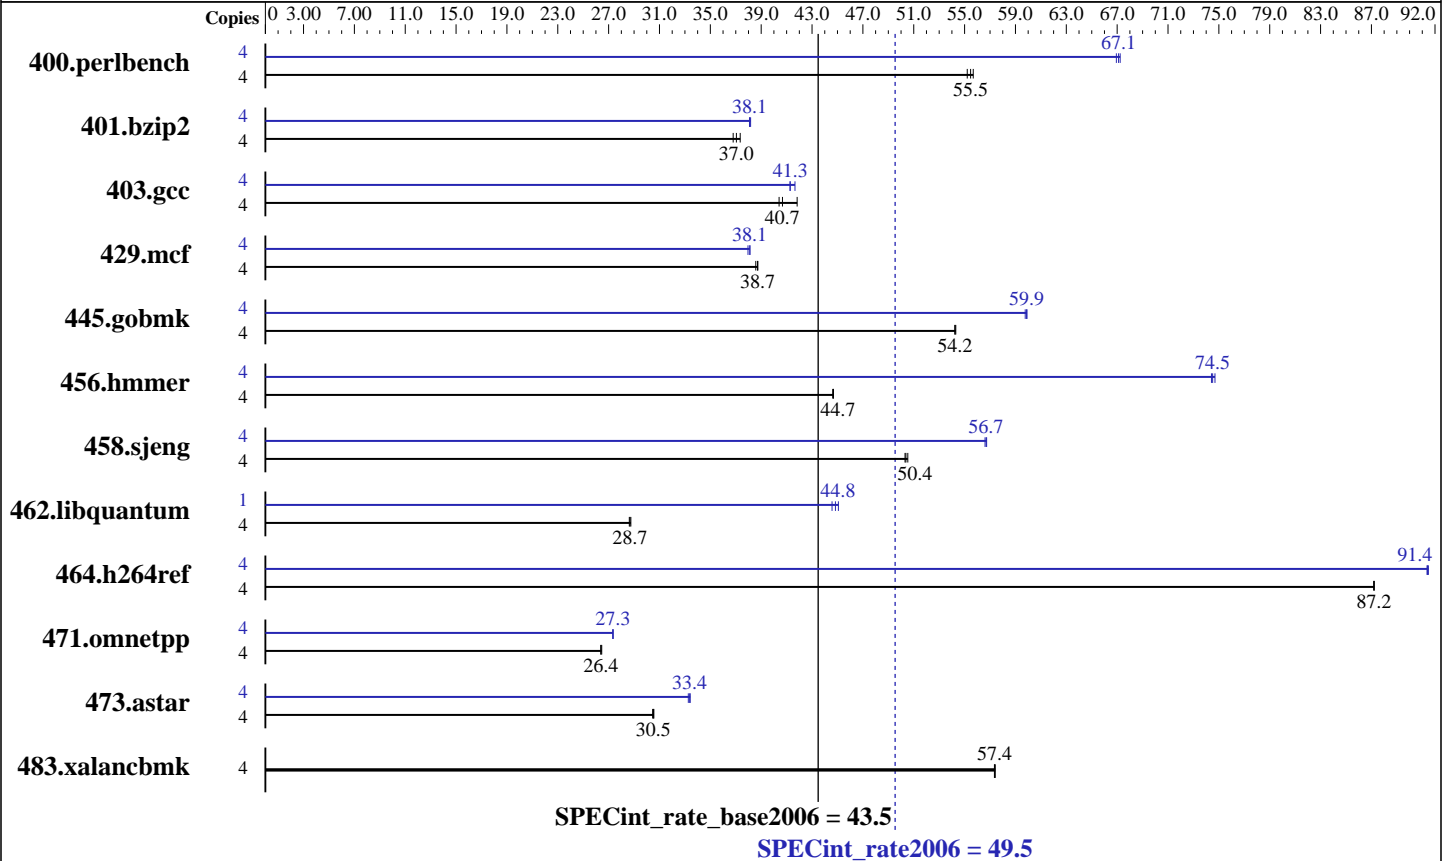 Copies 0 3.00 7.00 11.0 15.0 19.0 23.0 27.0 31.0 35.0 39.0 43.0 47.0 51.0 55.0 59.0 63.0 67.0 71.0 75.0 79.0 83.0 87.0 92.0
400.perlbench 4 67.1
4 55.5
401.bzip2 4 38.1
4 37.0
403.gcc 4 41.3
4 40.7
429.mcf 4 38.1
4 38.7
445.gobmk 4 59.9
4 54.2
456.hmmer 4 74.5
4 44.7
458.sjeng 4 56.7
4 50.4
462.libquantum 1 44.8
4 28.7
464.h264ref 4 91.4
4 87.2
471.omnetpp 4 27.3
4 26.4
473.astar 4 33.4
4 30.5
483.xalancbmk 4 57.4
SPECint_rate_base2006 = 43.5
SPECint_rate2006 = 49.5